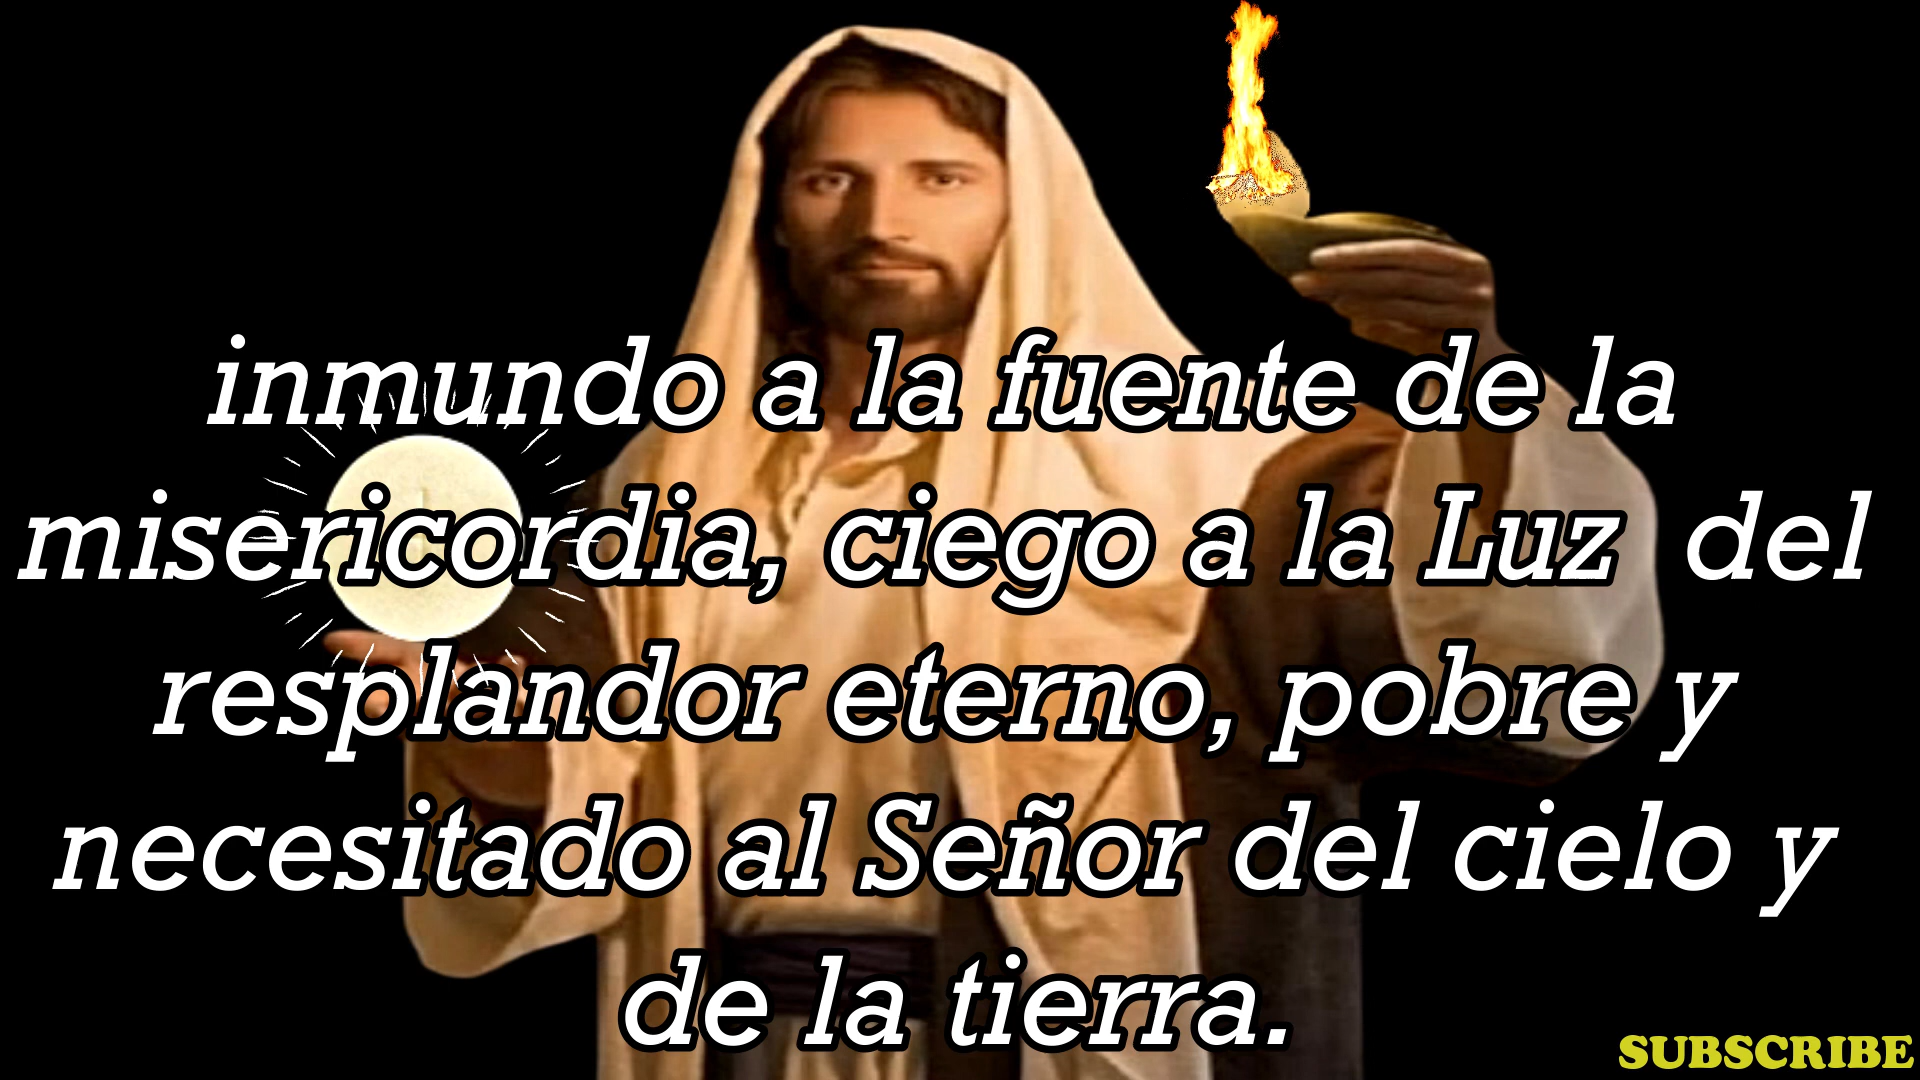 inmundo a la fuente de la
misericordia, ciego a la Luz del
resplandor eterno, pobre y
necesitado al Señor del cielo y
de la tierra.
SUBSCRIBE